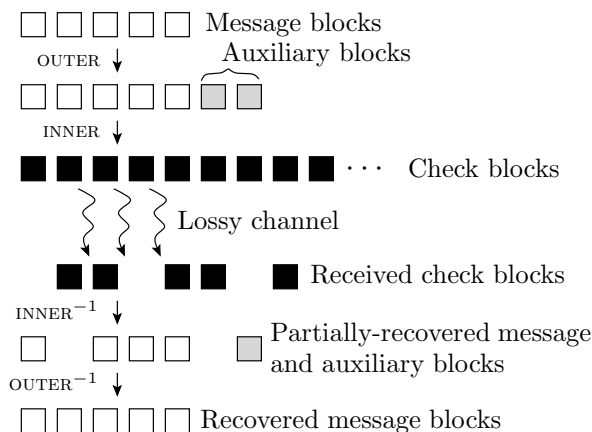 Message blocks
Auxiliary blocks
OUTER
INNER
··· Check blocks
Lossy channel
Received check blocks
INNER⁻¹
Partially-recovered message
and auxiliary blocks
OUTER⁻¹
Recovered message blocks